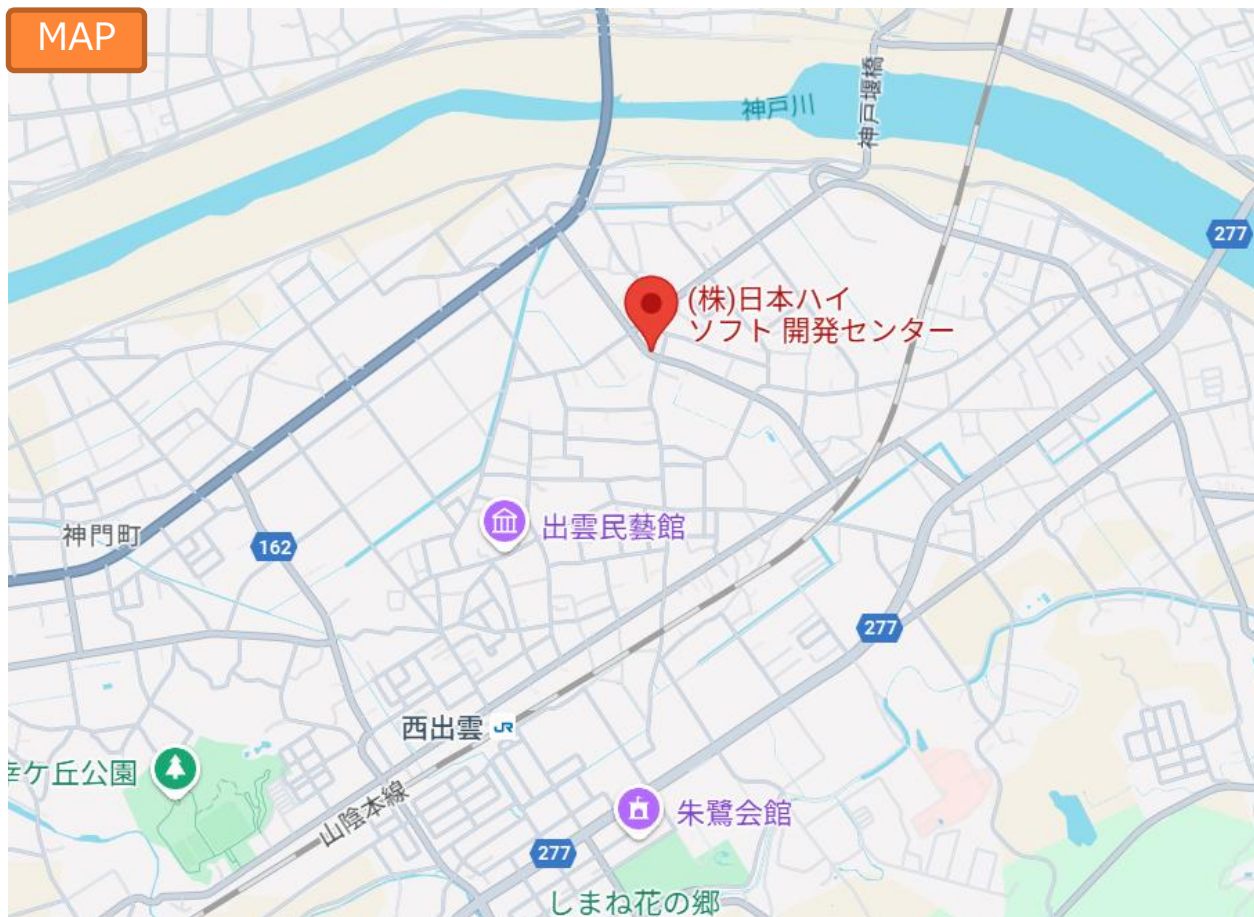 MAP
神戸川
神戸堰橋
277
(株)日本ハイ
ソフト 開発センター
出雲民藝館
神門町
162
277
西出雲 JR
ケ丘公園
山陰本線
朱鷺会館
277
しまね花の郷